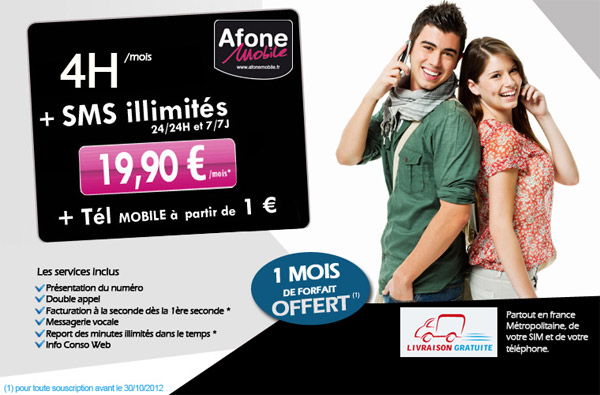 Afone
Mobile
www.afonemobile.fr
4H /mois
+ SMS illimités
24/24H et 7/7J
19,90 € /mois*
+ Tél MOBILE à partir de 1 €
Les services inclus
Présentation du numéro
Double appel
Facturation à la seconde dès la 1ère seconde *
Messagerie vocale
Report des minutes illimités dans le temps *
Info Conso Web
1 MOIS
DE FORFAIT
OFFERT (1)
LIVRAISON GRATUITE
Partout en france
Métropolitaine, de
votre SIM et de votre
téléphone.
(1) pour toute souscription avant le 30/10/2012